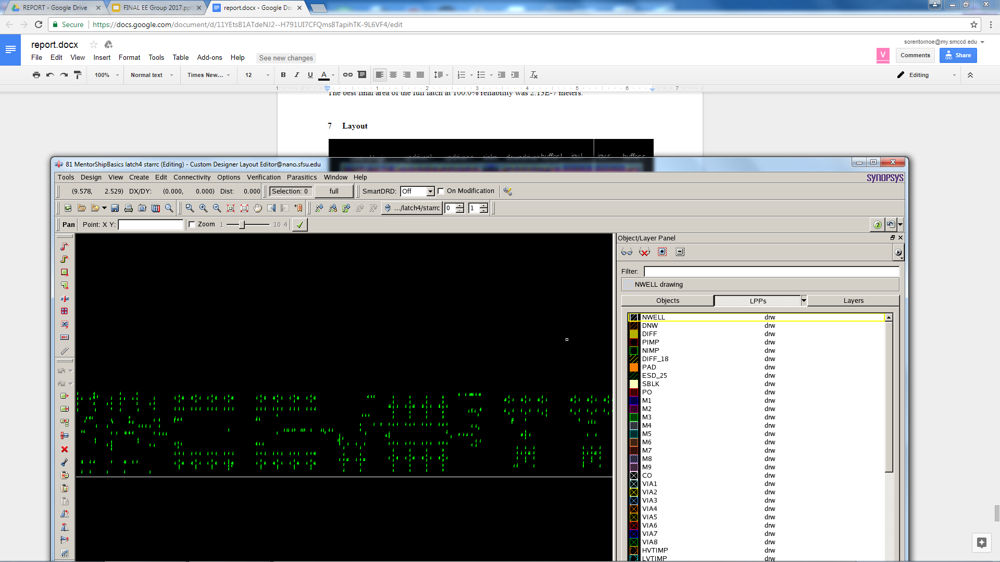 REPORT - Google Drive
FINAL EE Group 2017.pp
report.docx - Google Do
Secure
https://docs.google.com/document/d/11YEtsB1ATdeNJ2--H791UI7CFQms8TapihTK-9L6VF4/edit
report.docx
sorentornoe@my.smccd.edu
File Edit View Insert Format Tools Table Add-ons Help See new changes
V Comments Share
100% Normal text Times New... 12 B I U A Editing
1 1 2 3 4 5 6 7
The best final area of the full latch at 100.0% reliability was 2.13E-7 meters.
7 Layout
81 MentorShipBasics latch4 starrc (Editing) - Custom Designer Layout Editor@nano.sfsu.edu
Tools Design View Create Edit Connectivity Options Verification Parasitics Window Help
SYNOPSYS
(9.578, 2.529) DX/DY: (0.000, 0.000) Dist: 0.000 Selection: 0 full SmartDRD: Off On Modification
.../latch4/starrc 0 1
Pan Point: X Y: Zoom 1 10 4
Object/Layer Panel
Filter:
NWELL drawing
Objects LPPs Layers
NWELL drw
DNW drw
DIFF drw
PIMP drw
NIMP drw
DIFF_18 drw
PAD drw
ESD_25 drw
SBLK drw
PO drw
M1 drw
M2 drw
M3 drw
M4 drw
M5 drw
M6 drw
M7 drw
M8 drw
M9 drw
CO drw
VIA1 drw
VIA2 drw
VIA3 drw
VIA4 drw
VIA5 drw
VIA6 drw
VIA7 drw
VIA8 drw
HVTIMP drw
LVTIMP drw
abc